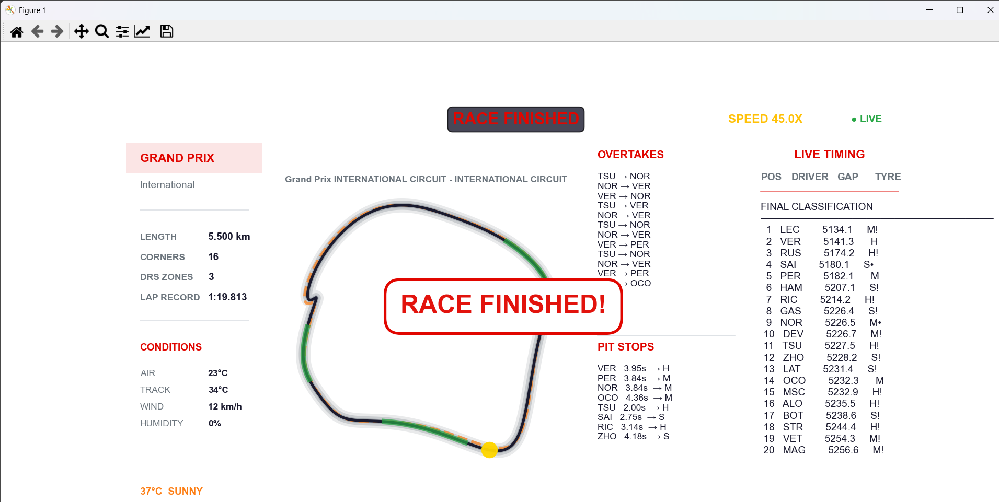 Figure 1
RACE FINISHED
SPEED 45.0X
● LIVE
GRAND PRIX
International
LENGTH 5.500 km
CORNERS 16
DRS ZONES 3
LAP RECORD 1:19.813
CONDITIONS
AIR 23°C
TRACK 34°C
WIND 12 km/h
HUMIDITY 0%
37°C SUNNY
Grand Prix INTERNATIONAL CIRCUIT - INTERNATIONAL CIRCUIT
RACE FINISHED!
OVERTAKES
TSU → NOR
NOR → VER
VER → NOR
TSU → VER
NOR → VER
TSU → NOR
NOR → VER
VER → PER
TSU → NOR
NOR → VER
VER → PER
→ OCO
PIT STOPS
VER 3.95s → H
PER 3.84s → M
NOR 3.84s → M
OCO 4.36s → M
TSU 2.00s → H
SAI 2.75s → S
RIC 3.14s → H
ZHO 4.18s → S
LIVE TIMING
POS DRIVER GAP TYRE
FINAL CLASSIFICATION
1 LEC 5134.1 M!
2 VER 5141.3 H
3 RUS 5174.2 H!
4 SAI 5180.1 S•
5 PER 5182.1 M
6 HAM 5207.1 S!
7 RIC 5214.2 H!
8 GAS 5226.4 S!
9 NOR 5226.5 M•
10 DEV 5226.7 M!
11 TSU 5227.5 H!
12 ZHO 5228.2 S!
13 LAT 5231.4 S!
14 OCO 5232.3 M
15 MSC 5232.9 H!
16 ALO 5235.5 H!
17 BOT 5238.6 S!
18 STR 5244.4 H!
19 VET 5254.3 M!
20 MAG 5256.6 M!